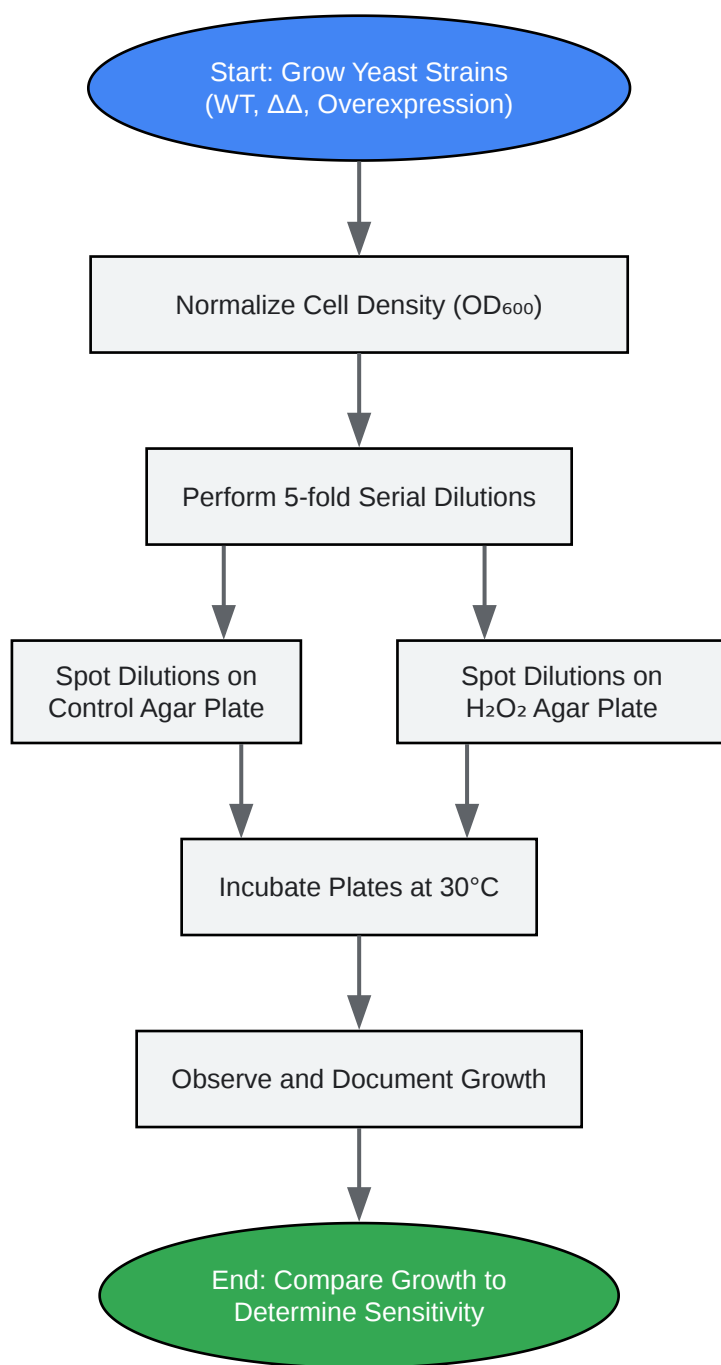 Start: Grow Yeast Strains
(WT, ΔΔ, Overexpression)
Normalize Cell Density (OD₆₀₀)
Perform 5-fold Serial Dilutions
Spot Dilutions on
Control Agar Plate
Spot Dilutions on
H₂O₂ Agar Plate
Incubate Plates at 30°C
Observe and Document Growth
End: Compare Growth to
Determine Sensitivity